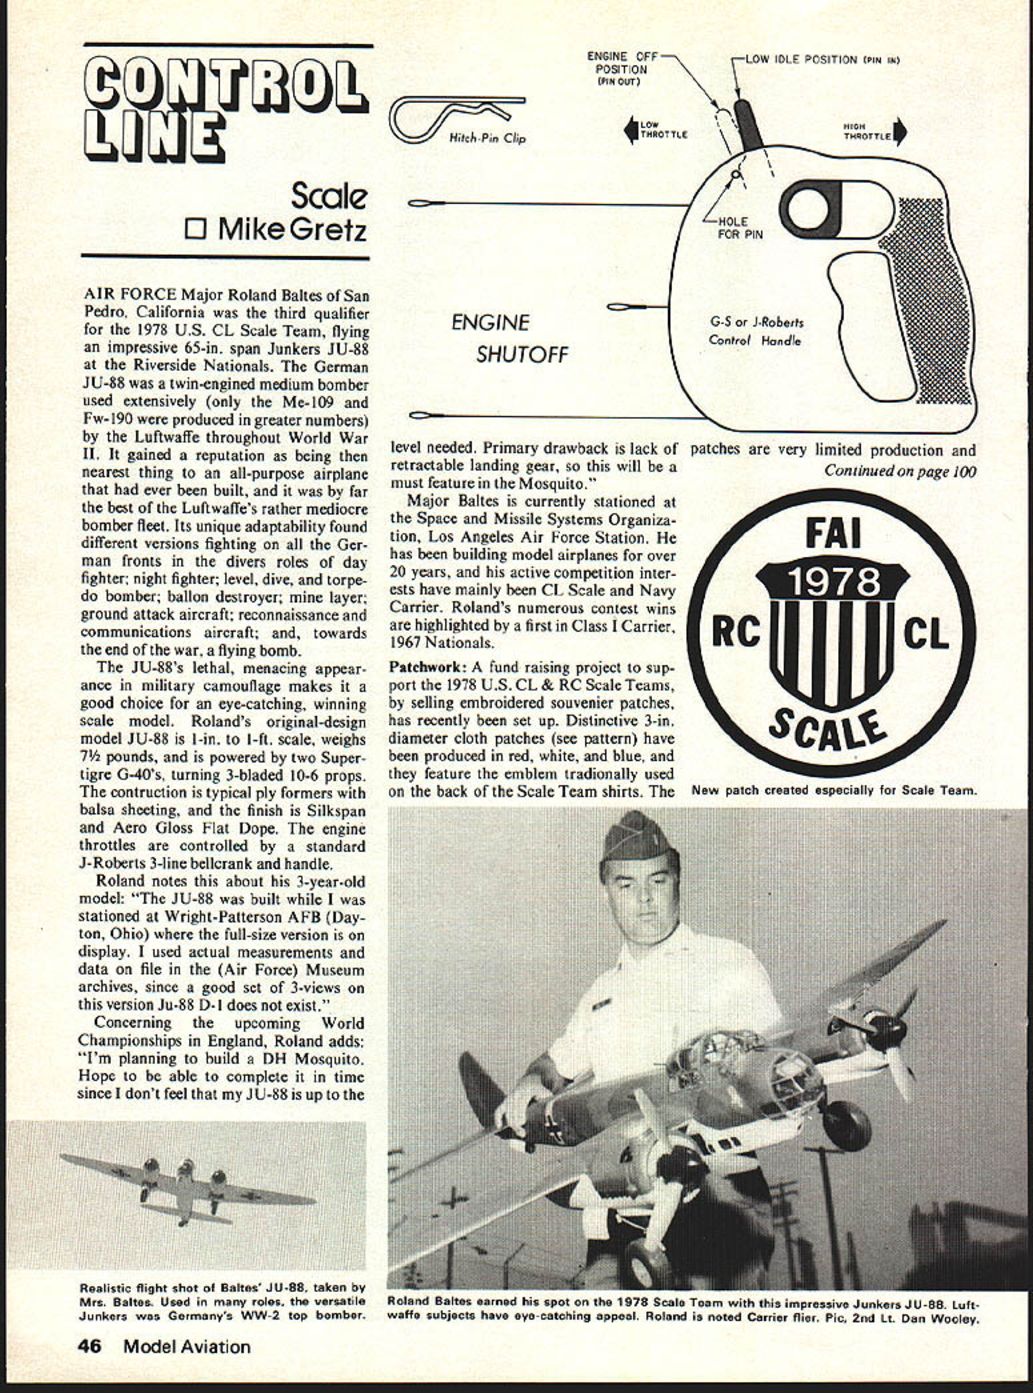 CONTROL
LINE
Scale
□ Mike Gretz
AIR FORCE Major Roland Baltes of San
Pedro, California was the third qualifier
for the 1978 U.S. CL Scale Team, flying
an impressive 65-in. span Junkers JU-88
at the Riverside Nationals. The German
JU-88 was a twin-engined medium bomber
used extensively (only the Me-109 and
Fw-190 were produced in greater numbers)
by the Luftwaffe throughout World War
II. It gained a reputation as being then
nearest thing to an all-purpose airplane
that had ever been built, and it was by far
the best of the Luftwaffe's rather mediocre
bomber fleet. Its unique adaptability found
different versions fighting on all the Ger-
man fronts in the divers roles of day
fighter; night fighter; level, dive, and torpe-
do bomber; ballon destroyer; mine layer;
ground attack aircraft; reconnaissance and
communications aircraft; and, towards
the end of the war, a flying bomb.
The JU-88's lethal, menacing appear-
ance in military camouflage makes it a
good choice for an eye-catching, winning
scale model. Roland's original-design
model JU-88 is 1-in. to 1-ft. scale, weighs
7½ pounds, and is powered by two Super-
tigre G-40's, turning 3-bladed 10-6 props.
The contruction is typical ply formers with
balsa sheeting, and the finish is Silkspan
and Aero Gloss Flat Dope. The engine
throttles are controlled by a standard
J-Roberts 3-line bellcrank and handle.
Roland notes this about his 3-year-old
model: "The JU-88 was built while I was
stationed at Wright-Patterson AFB (Day-
ton, Ohio) where the full-size version is on
display. I used actual measurements and
data on file in the (Air Force) Museum
archives, since a good set of 3-views on
this version Ju-88 D-1 does not exist."
Concerning the upcoming World
Championships in England, Roland adds:
"I'm planning to build a DH Mosquito.
Hope to be able to complete it in time
since I don't feel that my JU-88 is up to the
Realistic flight shot of Baltes' JU-88, taken by
Mrs. Baltes. Used in many roles, the versatile
Junkers was Germany's WW-2 top bomber.
Hitch-Pin Clip
ENGINE OFF
POSITION
(PIN OUT)
LOW IDLE POSITION (PIN IN)
LOW
THROTTLE
HIGH
THROTTLE
HOLE
FOR PIN
ENGINE
SHUTOFF
G-S or J-Roberts
Control Handle
level needed. Primary drawback is lack of
retractable landing gear, so this will be a
must feature in the Mosquito."
Major Baltes is currently stationed at
the Space and Missile Systems Organiza-
tion, Los Angeles Air Force Station. He
has been building model airplanes for over
20 years, and his active competition inter-
ests have mainly been CL Scale and Navy
Carrier. Roland's numerous contest wins
are highlighted by a first in Class I Carrier,
1967 Nationals.
Patchwork: A fund raising project to sup-
port the 1978 U.S. CL & RC Scale Teams,
by selling embroidered souvenier patches,
has recently been set up. Distinctive 3-in.
diameter cloth patches (see pattern) have
been produced in red, white, and blue, and
they feature the emblem tradionally used
on the back of the Scale Team shirts. The
patches are very limited production and
Continued on page 100
FAI
1978
RC
CL
SCALE
New patch created especially for Scale Team.
Roland Baltes earned his spot on the 1978 Scale Team with this impressive Junkers JU-88. Luft-
waffe subjects have eye-catching appeal. Roland is noted Carrier flier. Pic, 2nd Lt. Dan Wooley.
46 Model Aviation